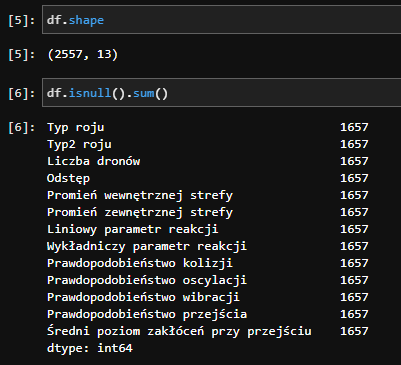 [5]: df.shape
[5]: (2557, 13)
[6]: df.isnull().sum()
[6]: Typ roju 1657
Typ2 roju 1657
Liczba dronów 1657
Odstęp 1657
Promień wewnętrznej strefy 1657
Promień zewnętrznej strefy 1657
Liniowy parametr reakcji 1657
Wykładniczy parametr reakcji 1657
Prawdopodobieństwo kolizji 1657
Prawdopodobieństwo oscylacji 1657
Prawdopodobieństwo wibracji 1657
Prawdopodobieństwo przejścia 1657
Średni poziom zakłóceń przy przejściu 1657
dtype: int64